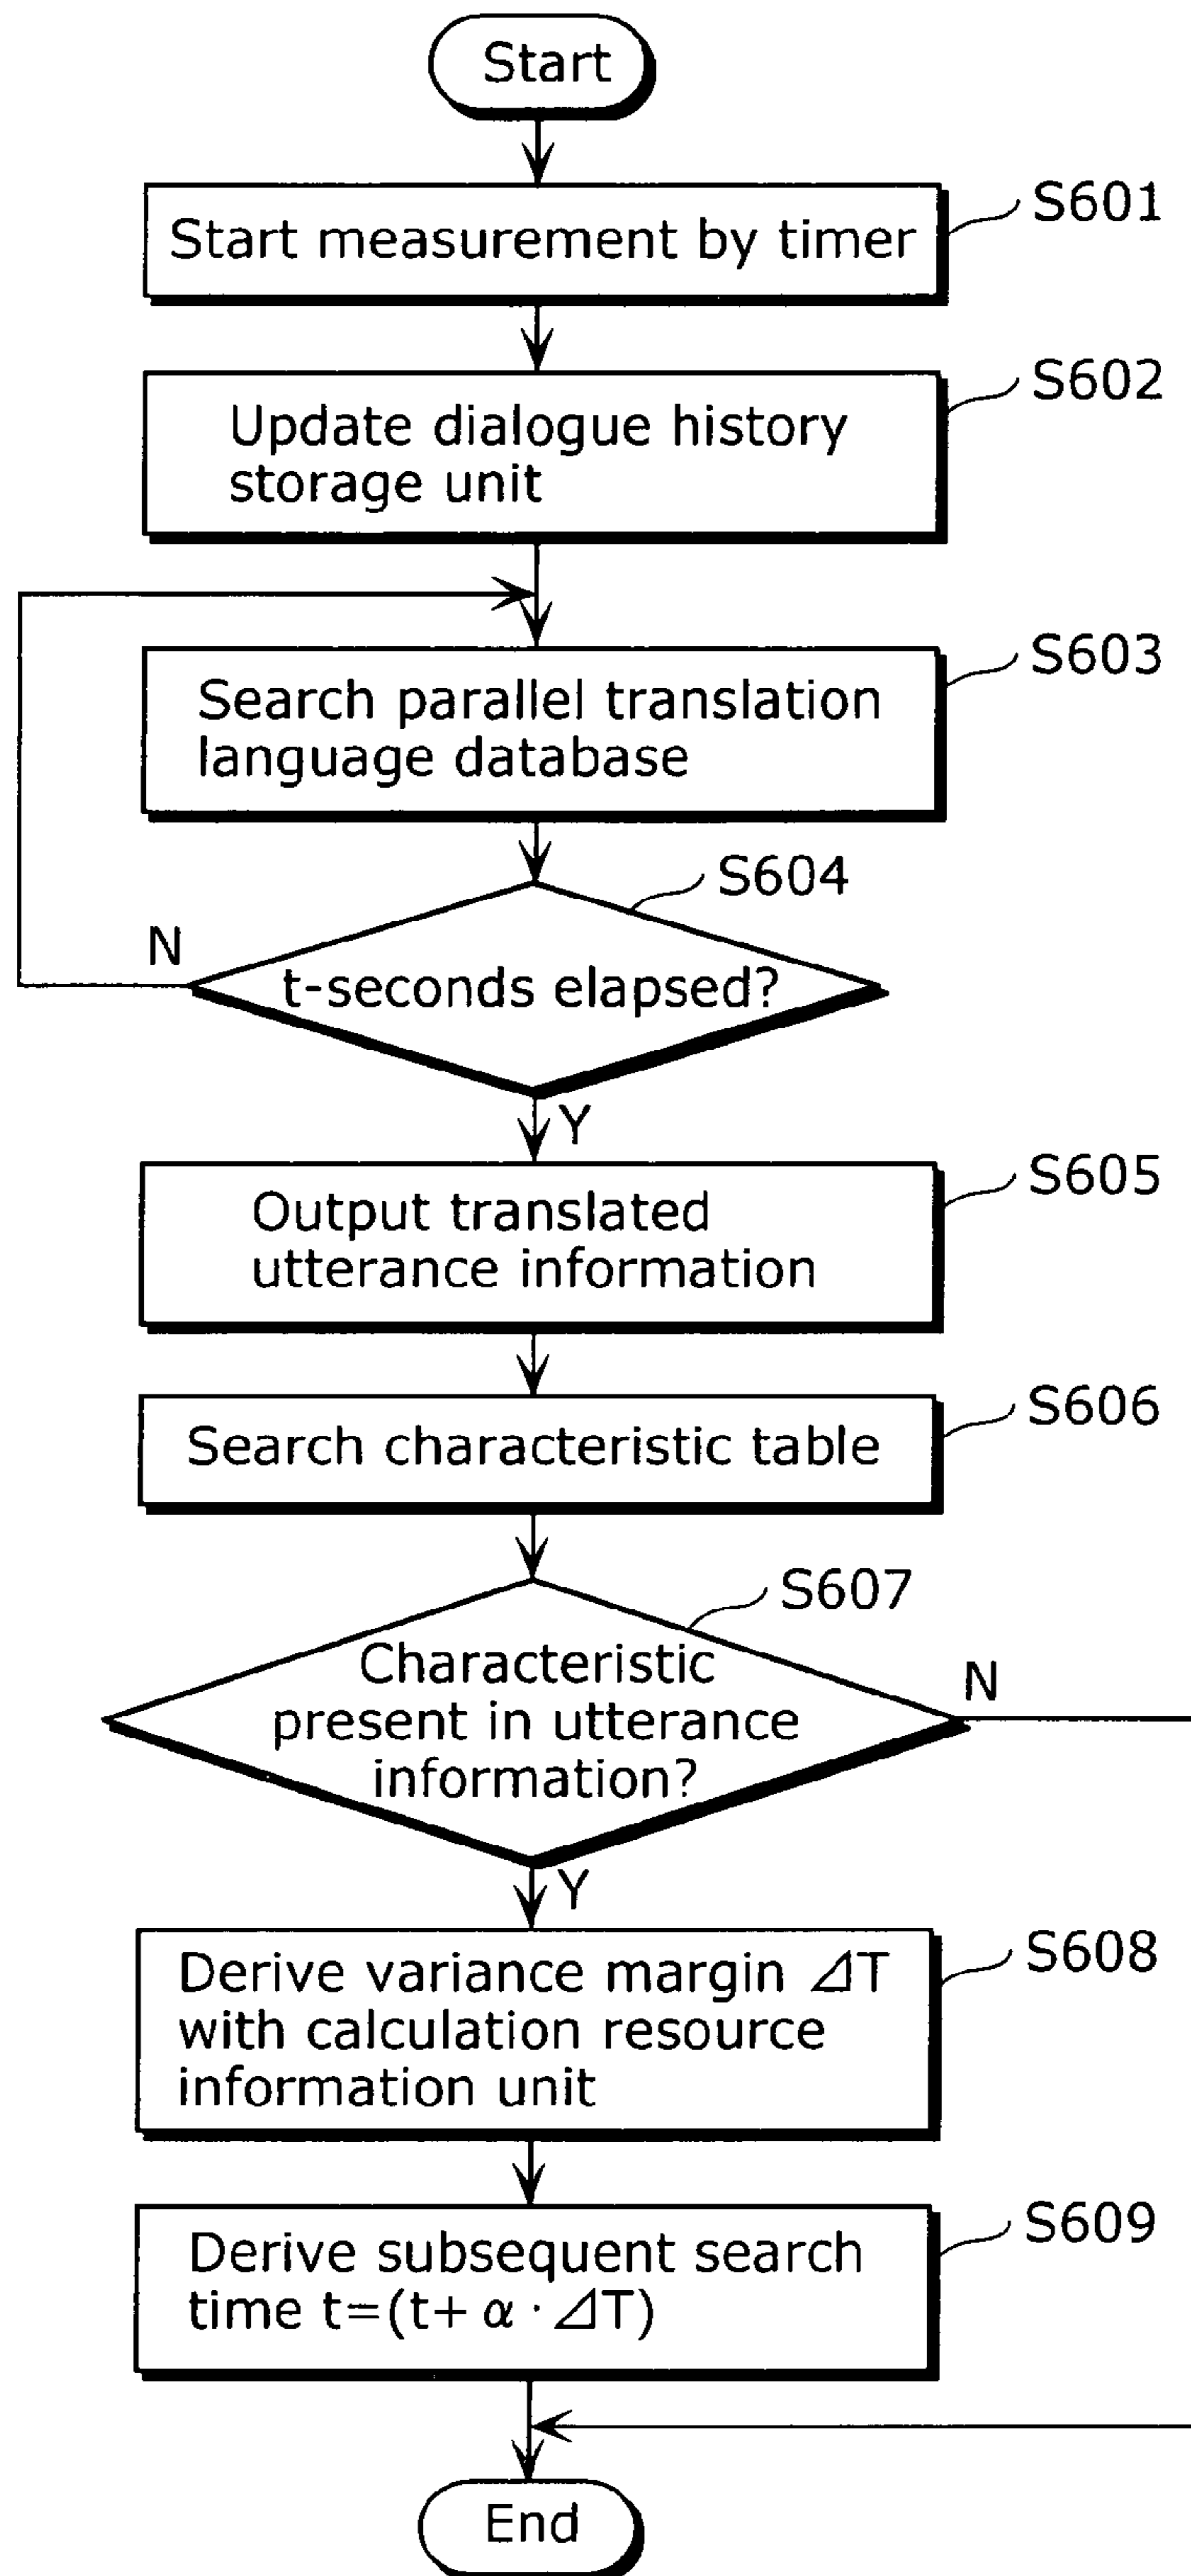 Start
S601
Start measurement by timer
S602
Update dialogue history
storage unit
S603
Search parallel translation
language database
S604
N
t-seconds elapsed?
Y
S605
Output translated
utterance information
S606
Search characteristic table
S607
Characteristic
present in utterance
information?
N
Y
S608
Derive variance margin ⊿T
with calculation resource
information unit
S609
Derive subsequent search
time t=(t+ α · ⊿T)
End